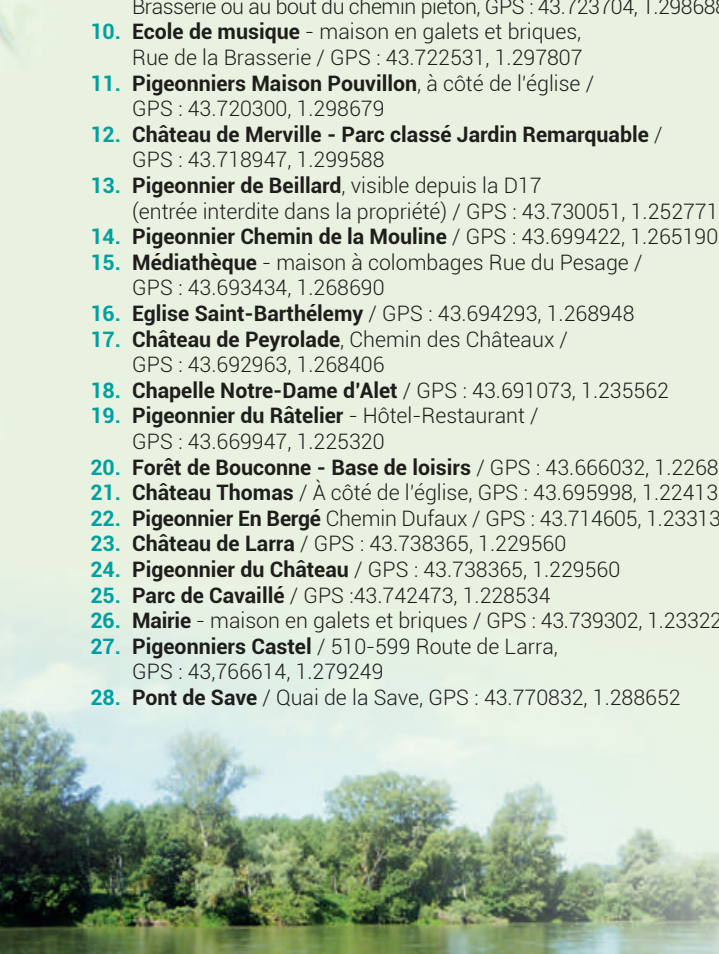 Brasserie ou au bout du chemin piéton, GPS : 43.723704, 1.298688
10. Ecole de musique - maison en galets et briques,
Rue de la Brasserie / GPS : 43.722531, 1.297807
11. Pigeonniers Maison Pouvillon, à côté de l'église /
GPS : 43.720300, 1.298679
12. Château de Merville - Parc classé Jardin Remarquable /
GPS : 43.718947, 1.299588
13. Pigeonnier de Beillard, visible depuis la D17
(entrée interdite dans la propriété) / GPS : 43.730051, 1.252771
14. Pigeonnier Chemin de la Mouline / GPS : 43.699422, 1.265190
15. Médiathèque - maison à colombages Rue du Pesage /
GPS : 43.693434, 1.268690
16. Eglise Saint-Barthélemy / GPS : 43.694293, 1.268948
17. Château de Peyrolade, Chemin des Châteaux /
GPS : 43.692963, 1.268406
18. Chapelle Notre-Dame d'Alet / GPS : 43.691073, 1.235562
19. Pigeonnier du Râtelier - Hôtel-Restaurant /
GPS : 43.669947, 1.225320
20. Forêt de Bouconne - Base de loisirs / GPS : 43.666032, 1.2268
21. Château Thomas / À côté de l'église, GPS : 43.695998, 1.22413
22. Pigeonnier En Bergé Chemin Dufaux / GPS : 43.714605, 1.23313
23. Château de Larra / GPS : 43.738365, 1.229560
24. Pigeonnier du Château / GPS : 43.738365, 1.229560
25. Parc de Cavaillé / GPS :43.742473, 1.228534
26. Mairie - maison en galets et briques / GPS : 43.739302, 1.23322
27. Pigeonniers Castel / 510-599 Route de Larra,
GPS : 43,766614, 1.279249
28. Pont de Save / Quai de la Save, GPS : 43.770832, 1.288652